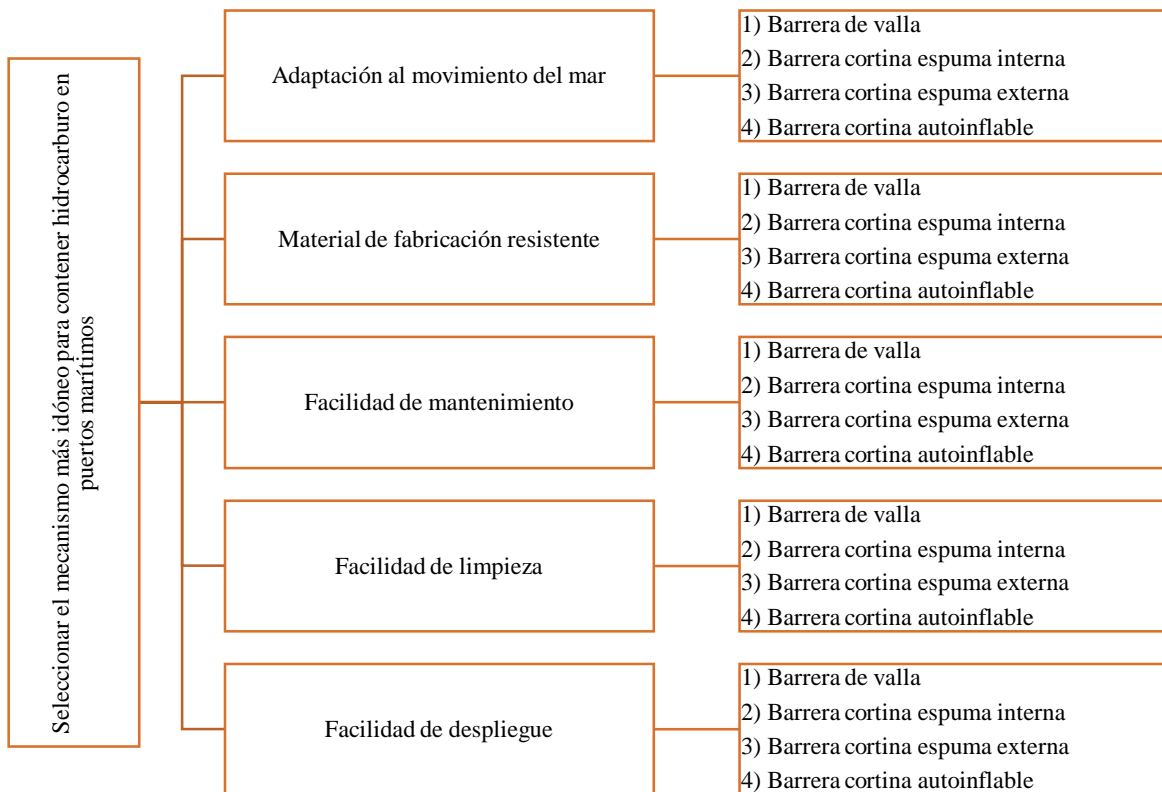 Seleccionar el mecanismo más idóneo para contener hidrocarburo en
puertos marítimos
Adaptación al movimiento del mar
1) Barrera de valla
2) Barrera cortina espuma interna
3) Barrera cortina espuma externa
4) Barrera cortina autoinflable
Material de fabricación resistente
1) Barrera de valla
2) Barrera cortina espuma interna
3) Barrera cortina espuma externa
4) Barrera cortina autoinflable
Facilidad de mantenimiento
1) Barrera de valla
2) Barrera cortina espuma interna
3) Barrera cortina espuma externa
4) Barrera cortina autoinflable
Facilidad de limpieza
1) Barrera de valla
2) Barrera cortina espuma interna
3) Barrera cortina espuma externa
4) Barrera cortina autoinflable
Facilidad de despliegue
1) Barrera de valla
2) Barrera cortina espuma interna
3) Barrera cortina espuma externa
4) Barrera cortina autoinflable